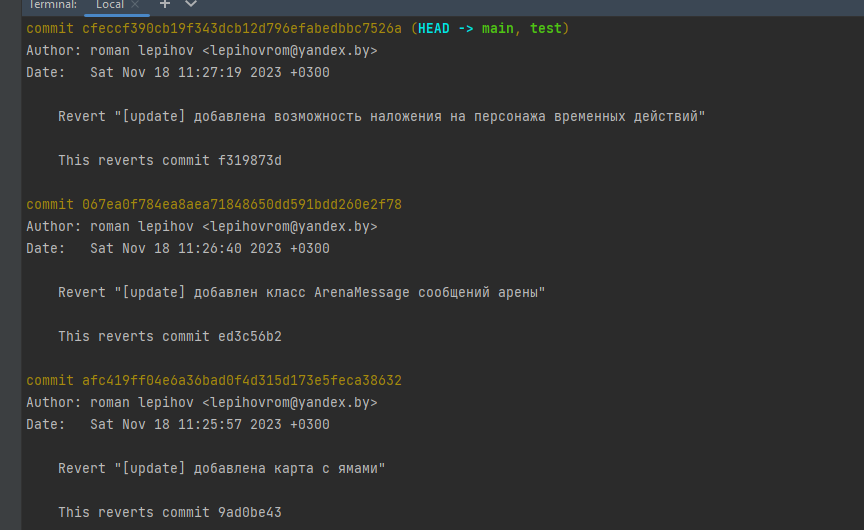 Terminal: Local × + ∨
commit cfeccf390cb19f343dcb12d796efabedbbc7526a (HEAD -> main, test)
Author: roman lepihov <lepihovrom@yandex.by>
Date:   Sat Nov 18 11:27:19 2023 +0300
Revert "[update] добавлена возможность наложения на персонажа временных действий"
This reverts commit f319873d
commit 067ea0f784ea8aea71848650dd591bdd260e2f78
Author: roman lepihov <lepihovrom@yandex.by>
Date:   Sat Nov 18 11:26:40 2023 +0300
Revert "[update] добавлен класс ArenaMessage сообщений арены"
This reverts commit ed3c56b2
commit afc419ff04e6a36bad0f4d315d173e5feca38632
Author: roman lepihov <lepihovrom@yandex.by>
Date:   Sat Nov 18 11:25:57 2023 +0300
Revert "[update] добавлена карта с ямами"
This reverts commit 9ad0be43